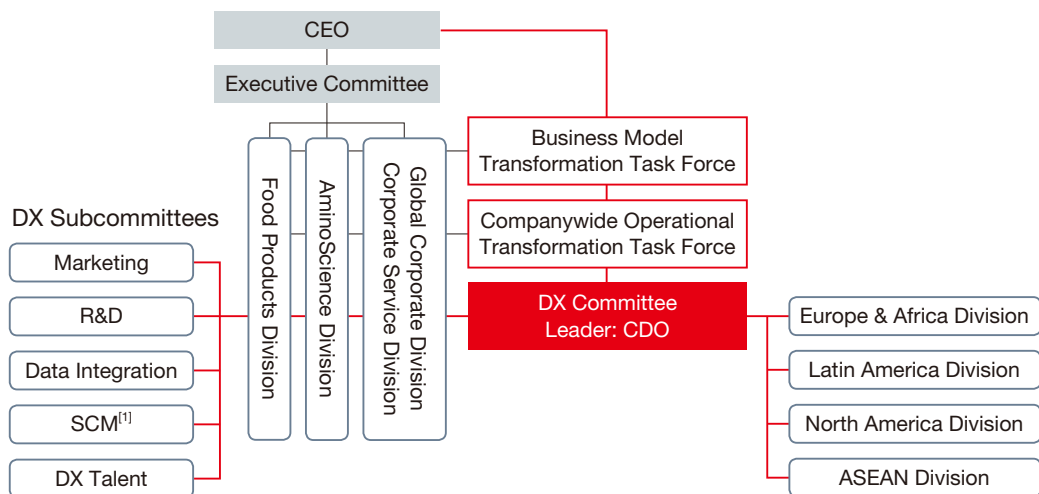 CEO
Executive Committee
Business Model
Transformation Task Force
Companywide Operational
Transformation Task Force
DX Committee
Leader: CDO
Food Products Division
AminoScience Division
Global Corporate Division
Corporate Service Division
DX Subcommittees
Marketing
R&D
Data Integration
SCM[1]
DX Talent
Europe & Africa Division
Latin America Division
North America Division
ASEAN Division